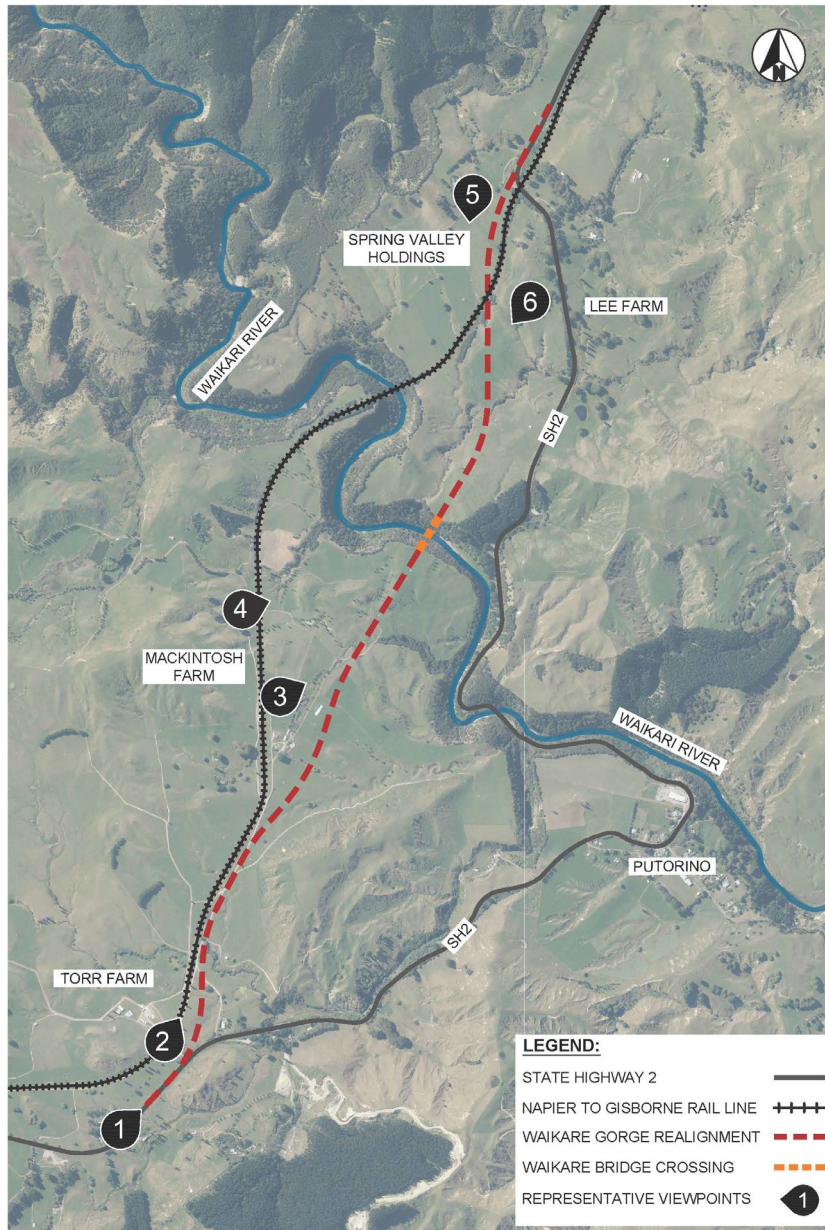 N
5
SPRING VALLEY
HOLDINGS
6
LEE FARM
WAIKARI RIVER
SH2
4
MACKINTOSH
FARM
3
WAIKARI RIVER
PUTORINO
SH2
TORR FARM
2
1
LEGEND:
STATE HIGHWAY 2
NAPIER TO GISBORNE RAIL LINE
WAIKARE GORGE REALIGNMENT
WAIKARE BRIDGE CROSSING
REPRESENTATIVE VIEWPOINTS 1